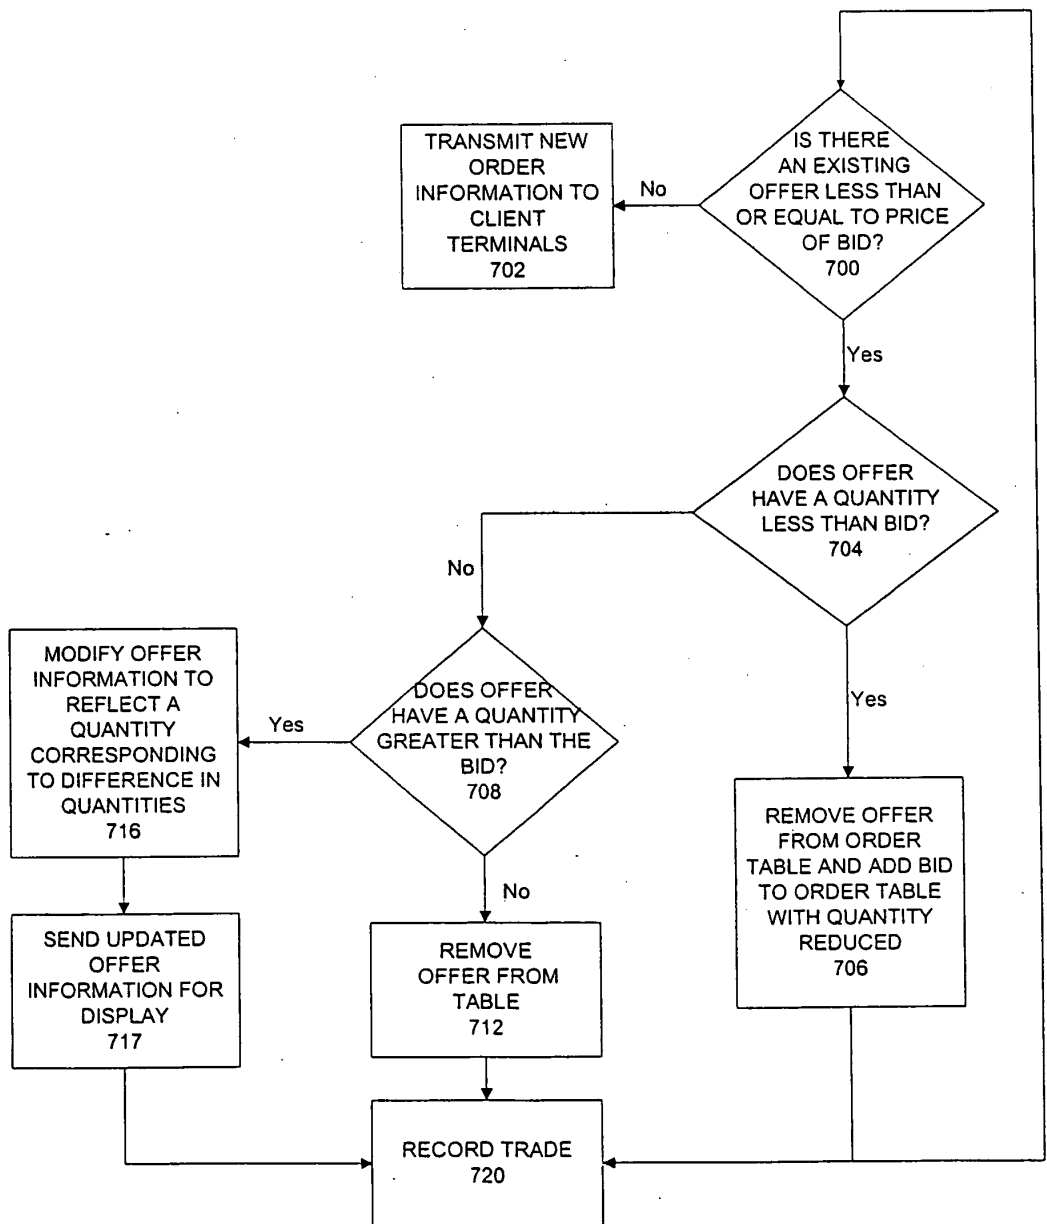 IS THERE
AN EXISTING
OFFER LESS THAN
OR EQUAL TO PRICE
OF BID?
700
No
TRANSMIT NEW
ORDER
INFORMATION TO
CLIENT
TERMINALS
702
Yes
DOES OFFER
HAVE A QUANTITY
LESS THAN BID?
704
No
Yes
DOES OFFER
HAVE A QUANTITY
GREATER THAN THE
BID?
708
Yes
MODIFY OFFER
INFORMATION TO
REFLECT A
QUANTITY
CORRESPONDING
TO DIFFERENCE IN
QUANTITIES
716
No
REMOVE OFFER
FROM ORDER
TABLE AND ADD BID
TO ORDER TABLE
WITH QUANTITY
REDUCED
706
SEND UPDATED
OFFER
INFORMATION FOR
DISPLAY
717
REMOVE
OFFER FROM
TABLE
712
RECORD TRADE
720